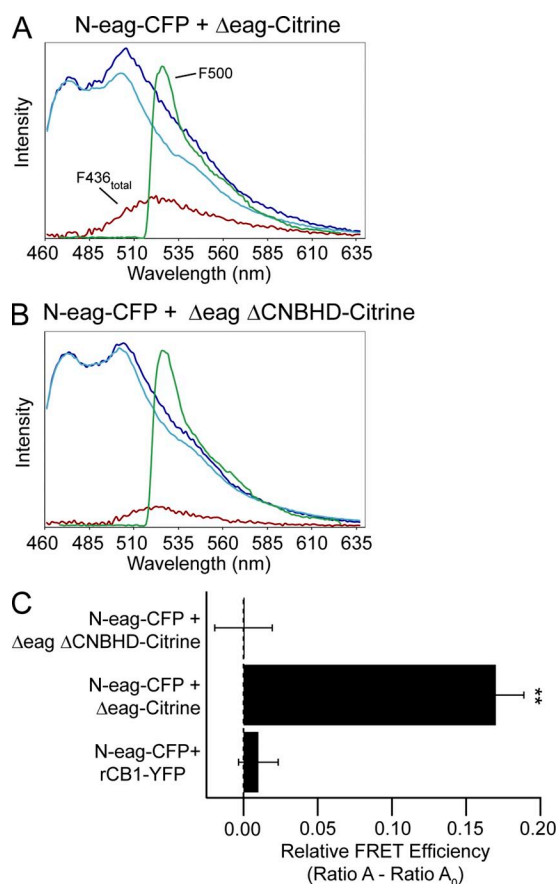 A
N-eag-CFP + Δeag-Citrine
Intensity
F500
F436total
460 485 510 535 560 585 610 635
Wavelength (nm)
B
N-eag-CFP + Δeag ΔCNBHD-Citrine
Intensity
460 485 510 535 560 585 610 635
Wavelength (nm)
C
N-eag-CFP +
Δeag ΔCNBHD-Citrine
N-eag-CFP +
Δeag-Citrine
**
N-eag-CFP+
rCB1-YFP
0.00 0.05 0.10 0.15 0.20
Relative FRET Efficiency
(Ratio A - Ratio A0)